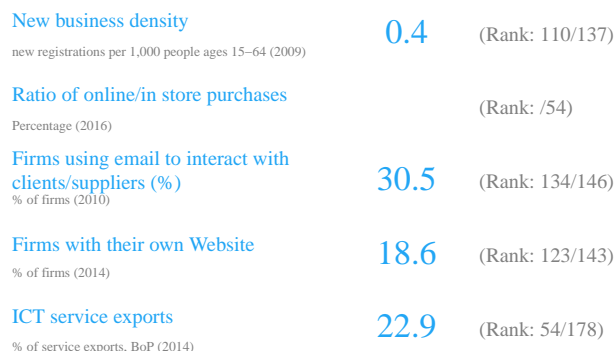 New business density
0.4 (Rank: 110/137)
new registrations per 1,000 people ages 15–64 (2009)
Ratio of online/in store purchases
(Rank: /54)
Percentage (2016)
Firms using email to interact with
clients/suppliers (%)
30.5 (Rank: 134/146)
% of firms (2010)
Firms with their own Website
18.6 (Rank: 123/143)
% of firms (2014)
ICT service exports
22.9 (Rank: 54/178)
% of service exports, BoP (2014)